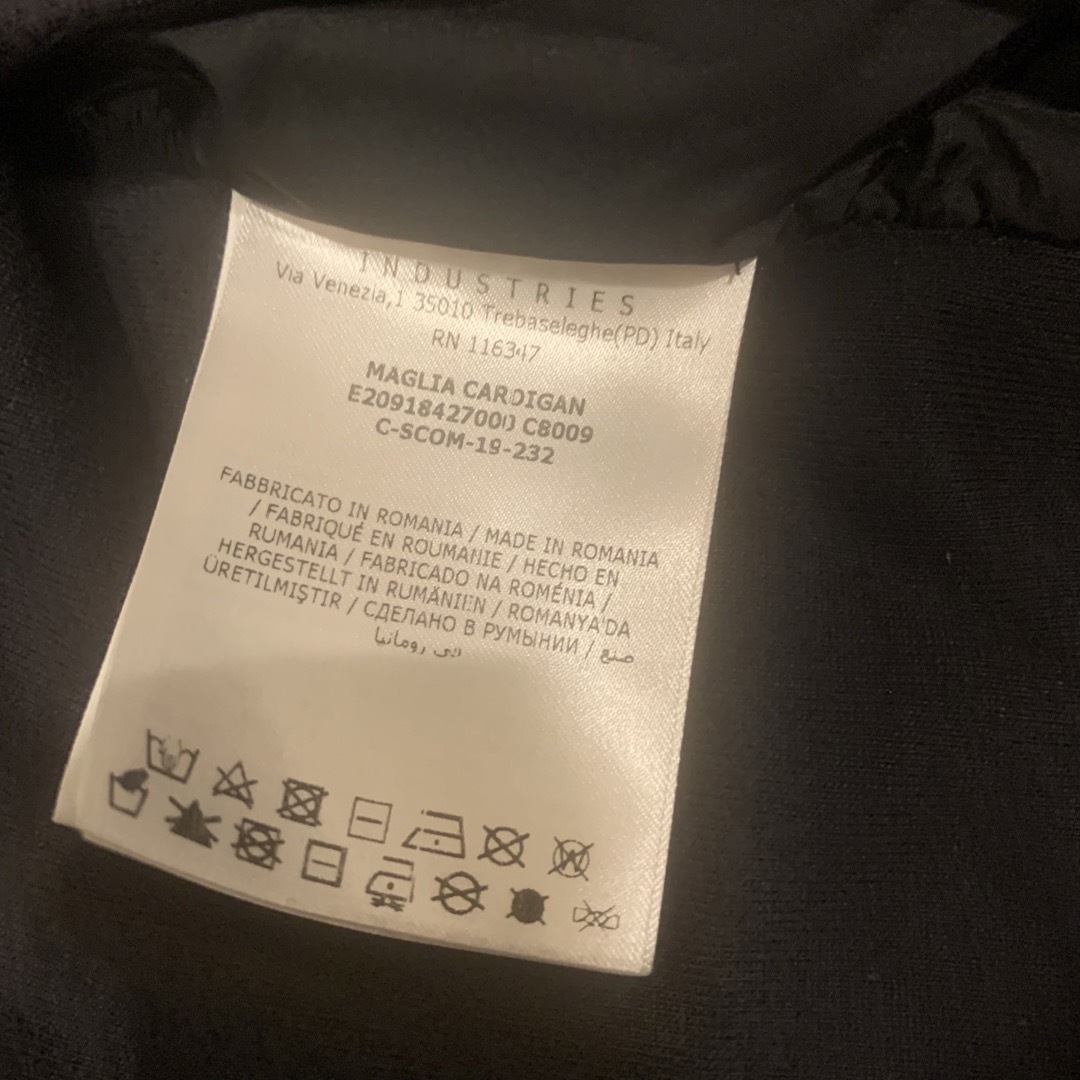 INDUSTRIES
Via Venezia,1 35010 Trebaseleghe(PD) Italy
RN 116347
MAGLIA CARDIGAN
E20918427000 C8009
C-SCOM-19-232
FABBRICATO IN ROMANIA / MADE IN ROMANIA
/ FABRIQUÉ EN ROUMANIE / HECHO EN
RUMANIA / FABRICADO NA ROMÉNIA /
HERGESTELLT IN RUMÄNIEN / ROMANYA'DA
ÜRETILMIŞTIR / СДЕЛАНО В РУМЫНИИ / صنع
في رومانيا
W